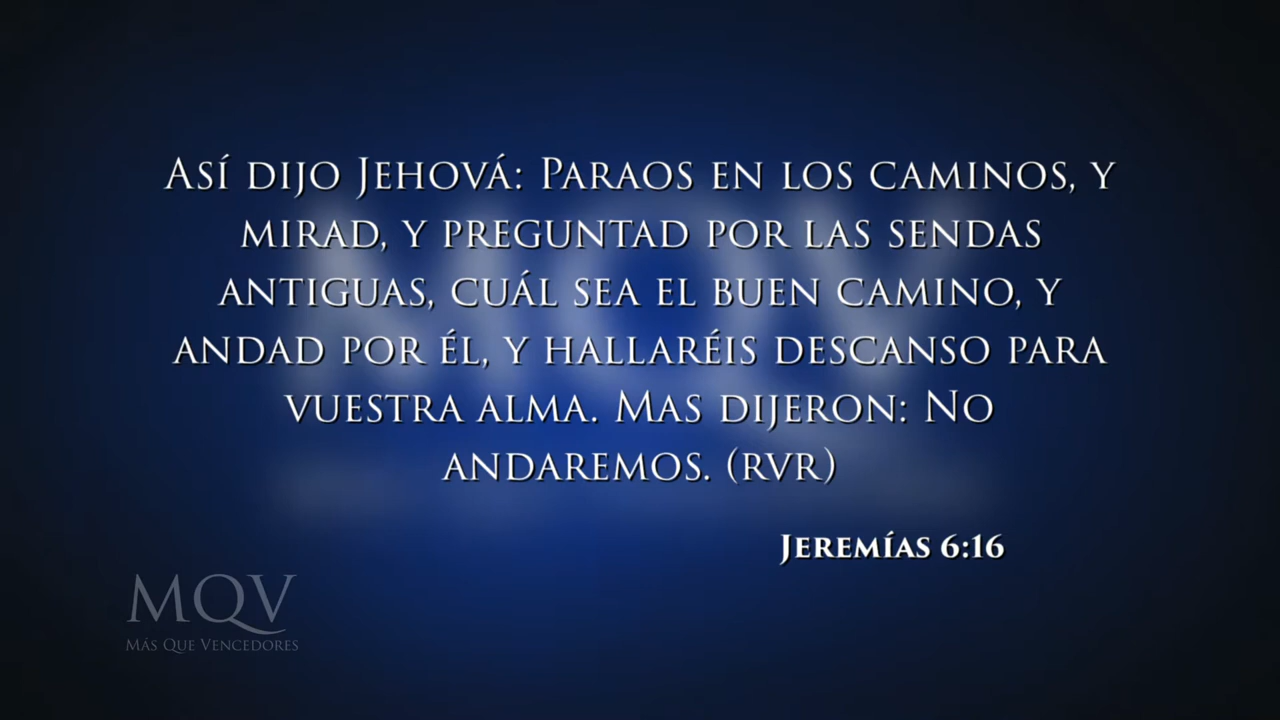 Así dijo Jehová: Paraos en los caminos, y
mirad, y preguntad por las sendas
antiguas, cuál sea el buen camino, y
andad por él, y hallaréis descanso para
vuestra alma. Mas dijeron: No
andaremos. (rvr)
Jeremías 6:16
MQV
Más Que Vencedores